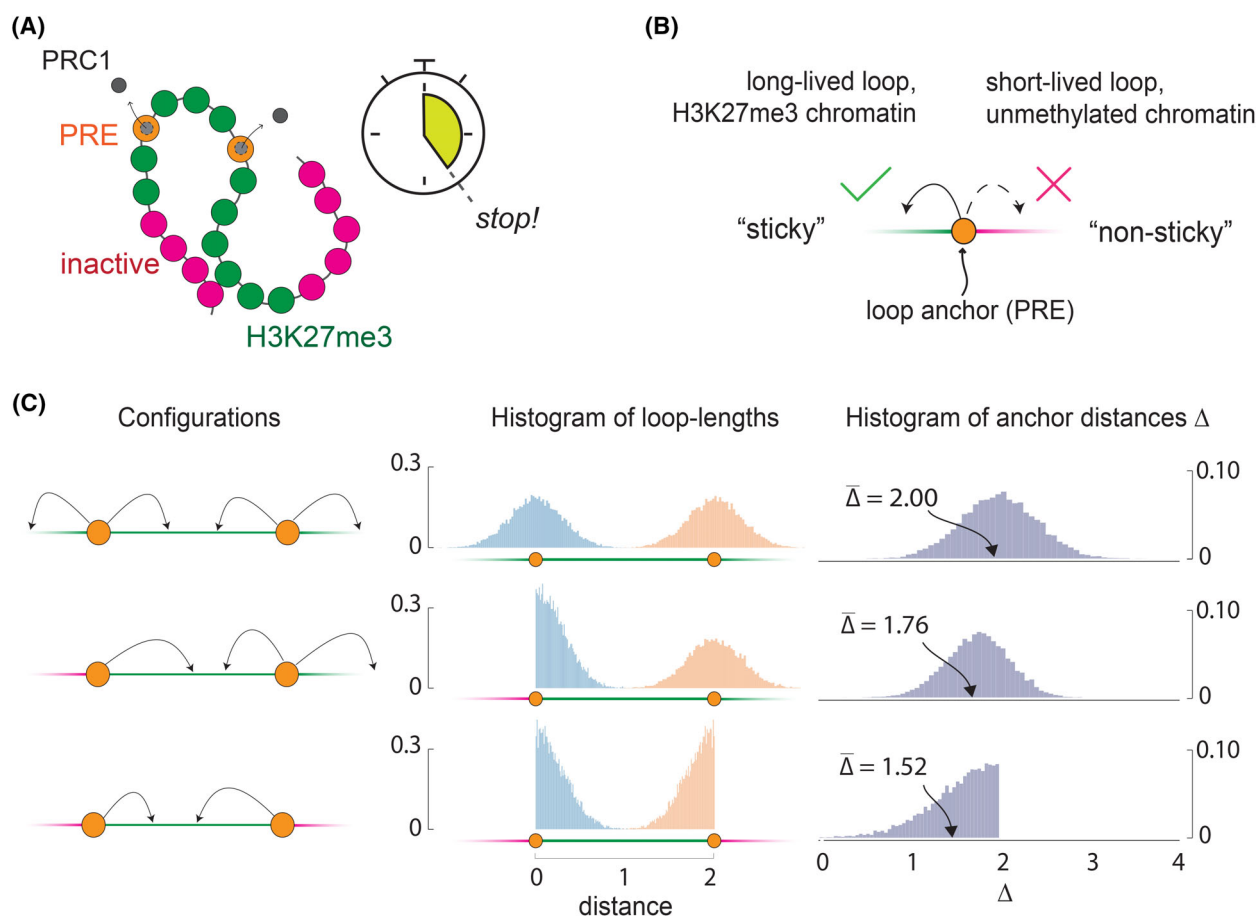 (A)
PRC1
PRE
inactive
H3K27me3
stop!
(B)
long-lived loop,
H3K27me3 chromatin
short-lived loop,
unmethylated chromatin
“sticky”
“non-sticky”
loop anchor (PRE)
(C)
Configurations
Histogram of loop-lengths
Histogram of anchor distances Δ
0.3
0
Δ̅ = 2.00
0.10
0
0.3
0
Δ̅ = 1.76
0.10
0
0.3
0
Δ̅ = 1.52
0.10
0
0 1 2
distance
0 1 2 3 4
Δ